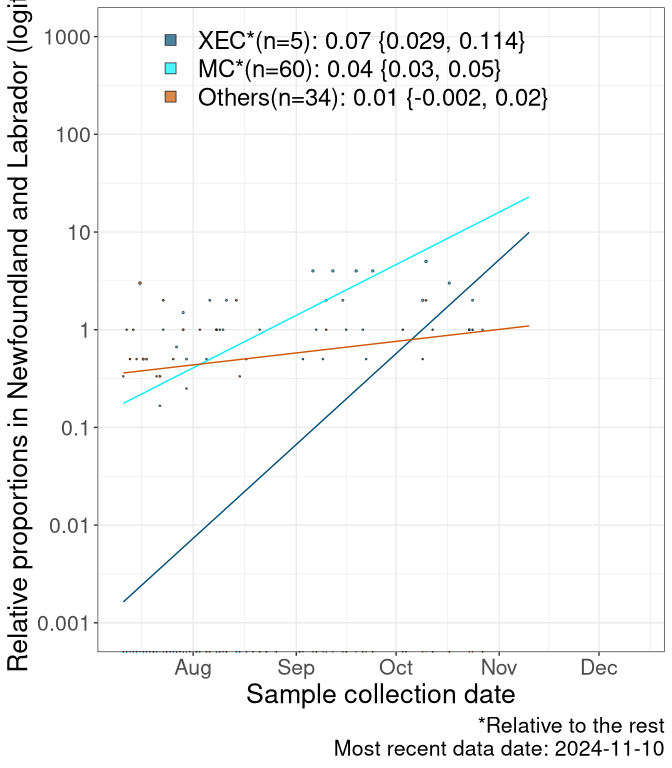 XEC*(n=5): 0.07 {0.029, 0.114}
MC*(n=60): 0.04 {0.03, 0.05}
Others(n=34): 0.01 {-0.002, 0.02}
Relative proportions in Newfoundland and Labrador
1000
100
10
1
0.1
0.01
0.001
Aug Sep Oct Nov Dec
Sample collection date
*Relative to the rest
Most recent data date: 2024-11-10